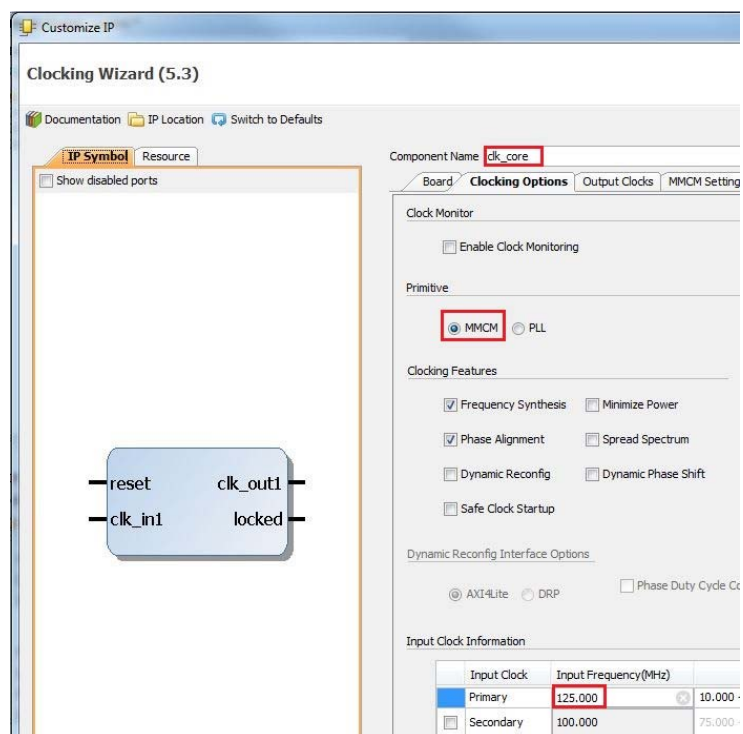 Customize IP
Clocking Wizard (5.3)
Documentation IP Location Switch to Defaults
IP Symbol Resource
Show disabled ports
reset clk_out1
clk_in1 locked
Component Name clk_core
Board Clocking Options Output Clocks MMCM Setting
Clock Monitor
Enable Clock Monitoring
Primitive
MMCM PLL
Clocking Features
Frequency Synthesis Minimize Power
Phase Alignment Spread Spectrum
Dynamic Reconfig Dynamic Phase Shift
Safe Clock Startup
Dynamic Reconfig Interface Options
AXI4Lite DRP Phase Duty Cycle Co
Input Clock Information
Input Clock Input Frequency(MHz)
Primary 125.000 10.000 -
Secondary 100.000 75.000 -